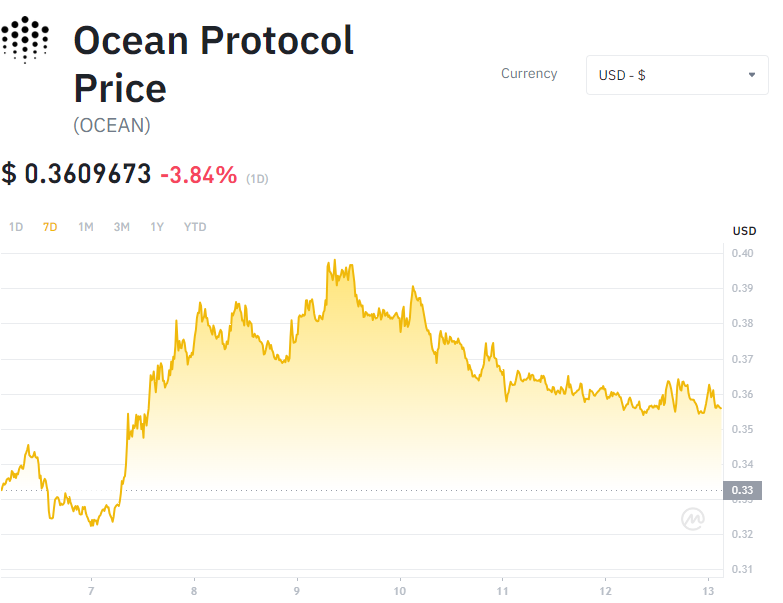 Ocean Protocol
Price
(OCEAN)
Currency
USD - $
$ 0.3609673 -3.84% (1D)
1D 7D 1M 3M 1Y YTD
USD
0.40
0.39
0.38
0.37
0.36
0.35
0.34
0.33
0.33
0.32
0.31
7 8 9 10 11 12 13